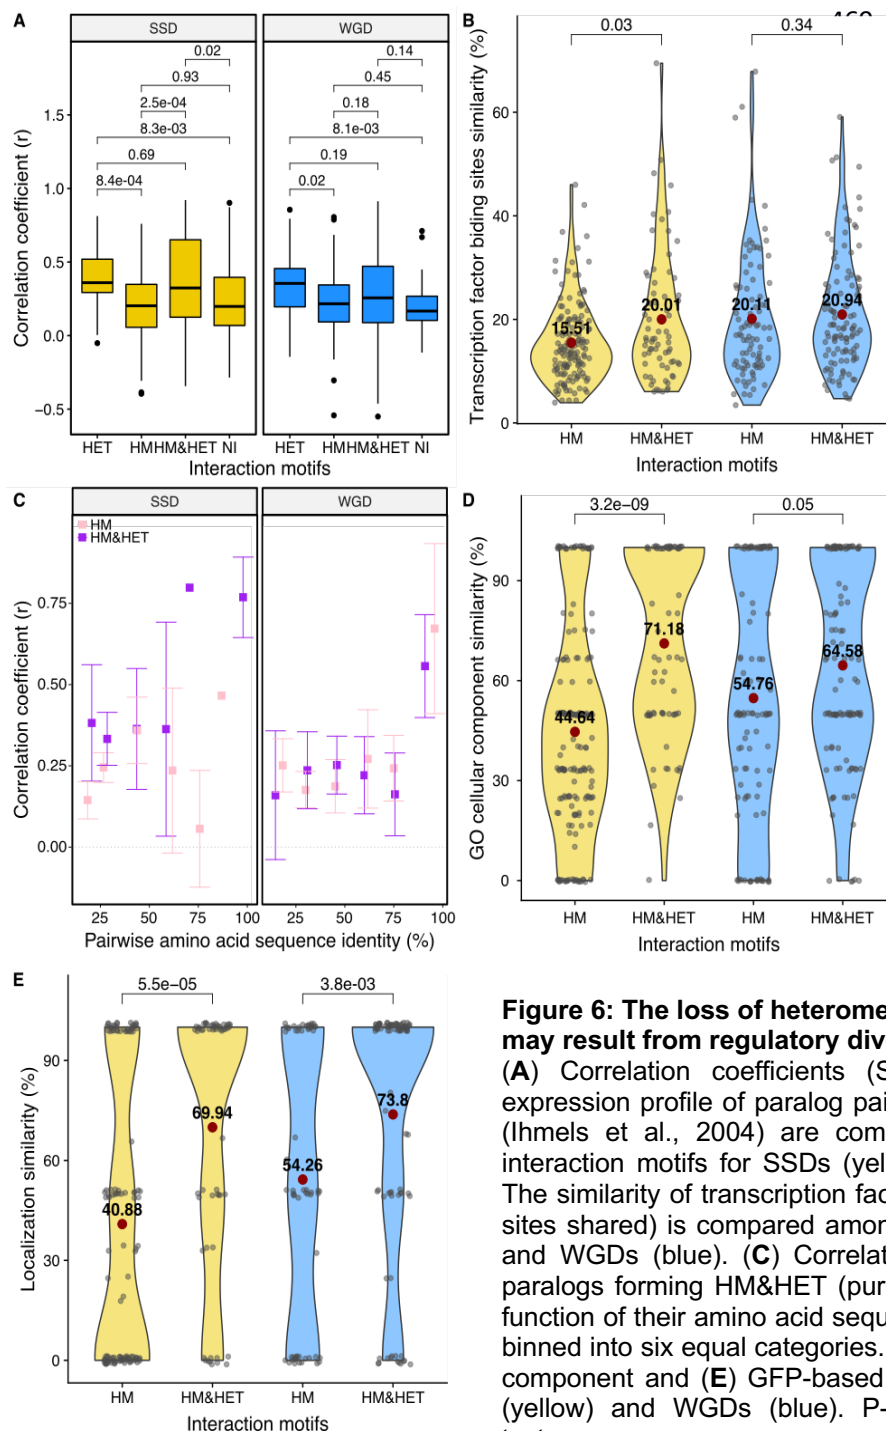 A
SSD
WGD
0.02
0.93
2.5e-04
8.3e-03
0.69
8.4e-04
0.14
0.45
0.18
8.1e-03
0.19
0.02
Correlation coefficient (r)
1.5
1.0
0.5
0.0
−0.5
HET HM HM&HET NI
HET HM HM&HET NI
Interaction motifs
B
0.03
0.34
Transcription factor biding sites similarity (%)
60
40
20
0
15.51
20.01
20.11
20.94
HM HM&HET HM HM&HET
Interaction motifs
C
SSD
WGD
HM
HM&HET
Correlation coefficient (r)
0.75
0.50
0.25
0.00
25 50 75 100
25 50 75 100
Pairwise amino acid sequence identity (%)
D
3.2e−09
0.05
GO cellular component similarity (%)
90
60
30
0
44.64
71.18
54.76
64.58
HM HM&HET HM HM&HET
Interaction motifs
E
5.5e−05
3.8e-03
Localization similarity (%)
90
60
30
0
40.88
69.94
54.26
73.8
HM HM&HET HM HM&HET
Interaction motifs
Figure 6: The loss of heterome
may result from regulatory div
(A) Correlation coefficients (S
expression profile of paralog pai
(Ihmels et al., 2004) are com
interaction motifs for SSDs (yel
The similarity of transcription fac
sites shared) is compared amon
and WGDs (blue). (C) Correlat
paralogs forming HM&HET (pur
function of their amino acid sequ
binned into six equal categories.
component and (E) GFP-based
(yellow) and WGDs (blue). P-